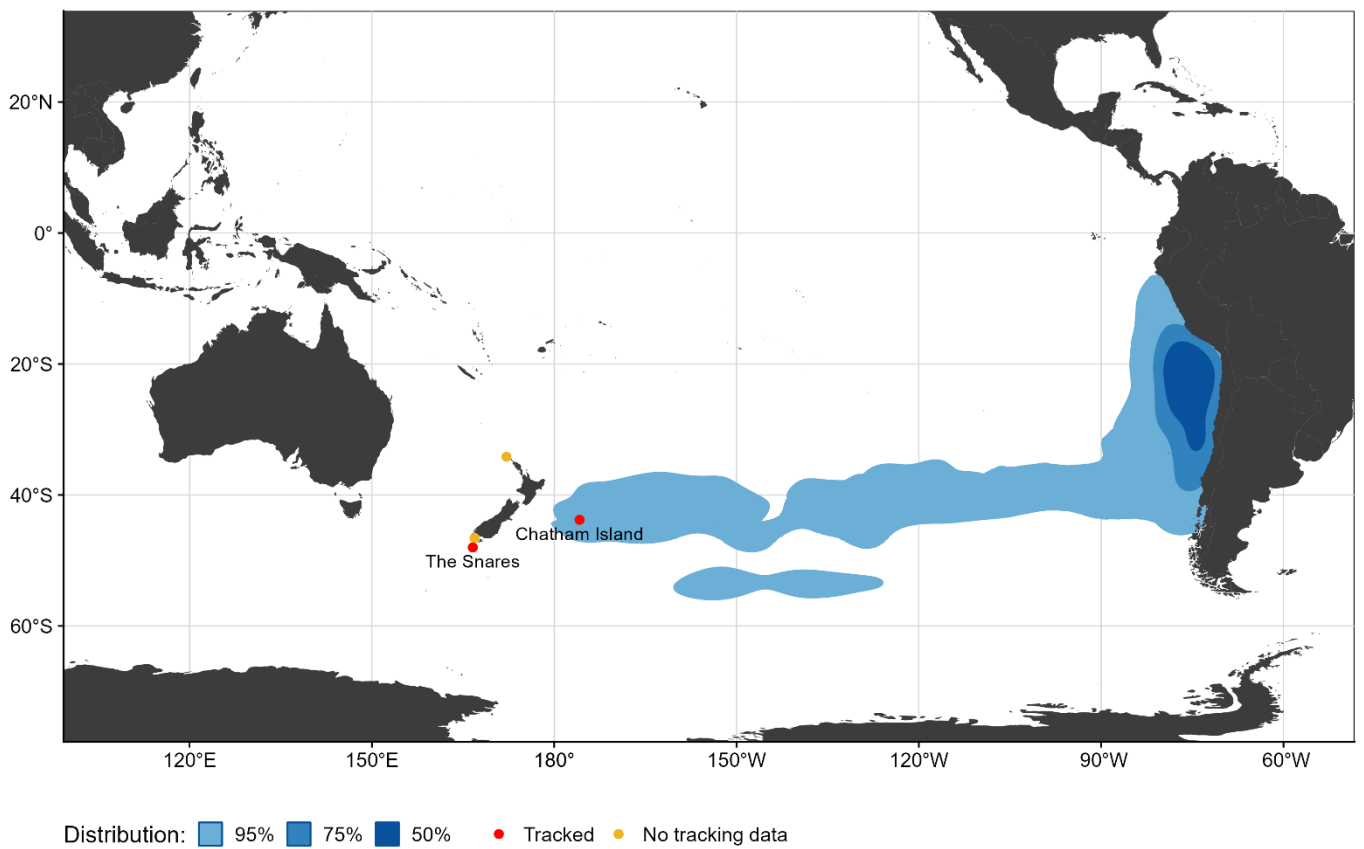 20°N
0°
20°S
40°S
Chatham Island
The Snares
60°S
120°E 150°E 180° 150°W 120°W 90°W 60°W
Distribution: 95% 75% 50% Tracked No tracking data